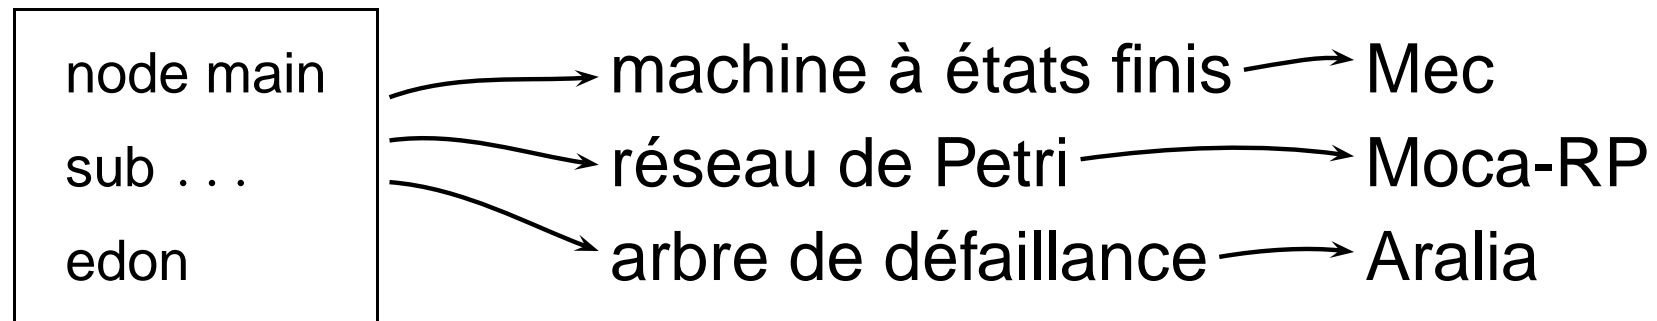 node main
sub . . .
edon
machine à états finis
Mec
réseau de Petri
Moca-RP
arbre de défaillance
Aralia